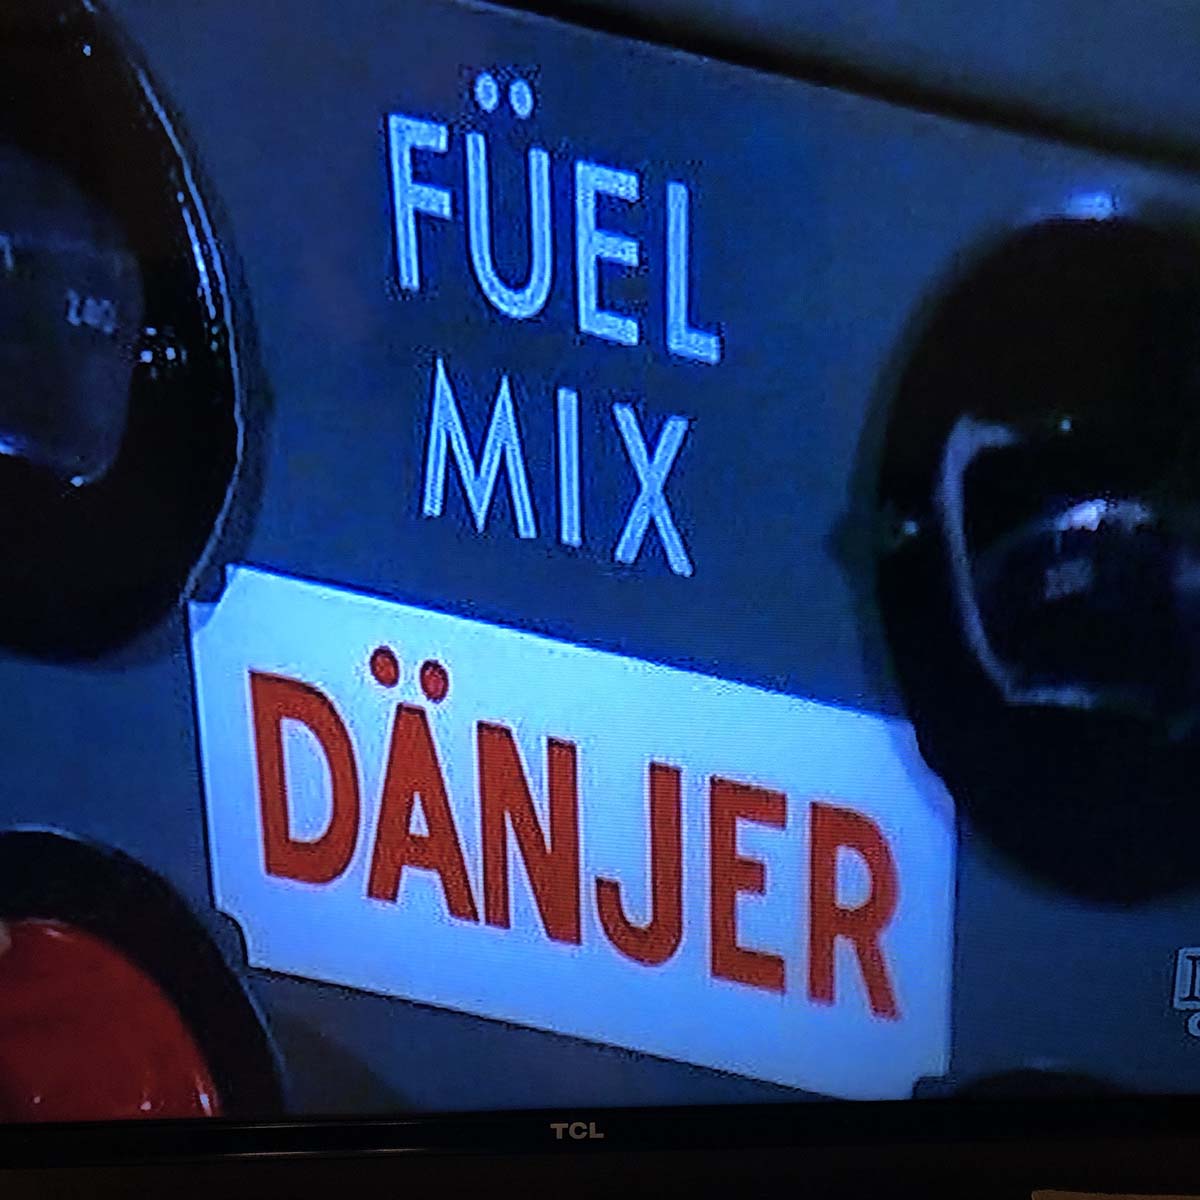 FÜEL
MIX
DÄNJER
TCL